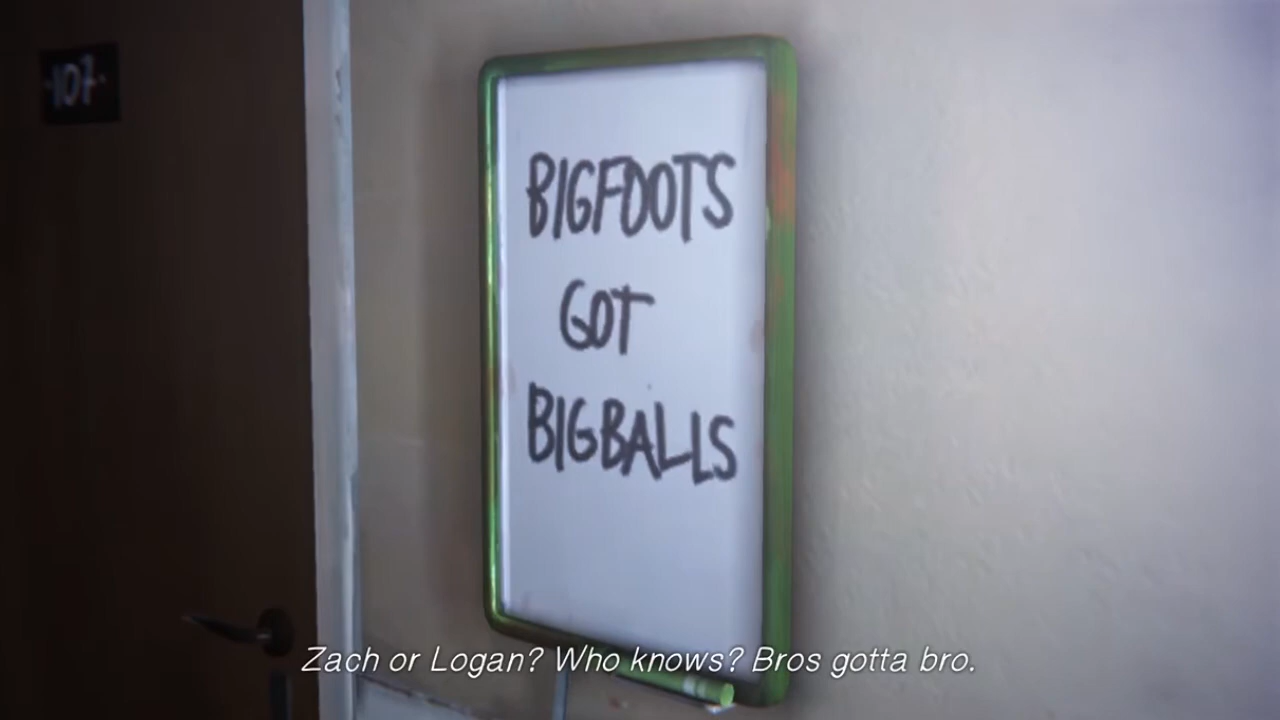 107
BIGFOOTS
GOT
BIGBALLS
Zach or Logan? Who knows? Bros gotta bro.